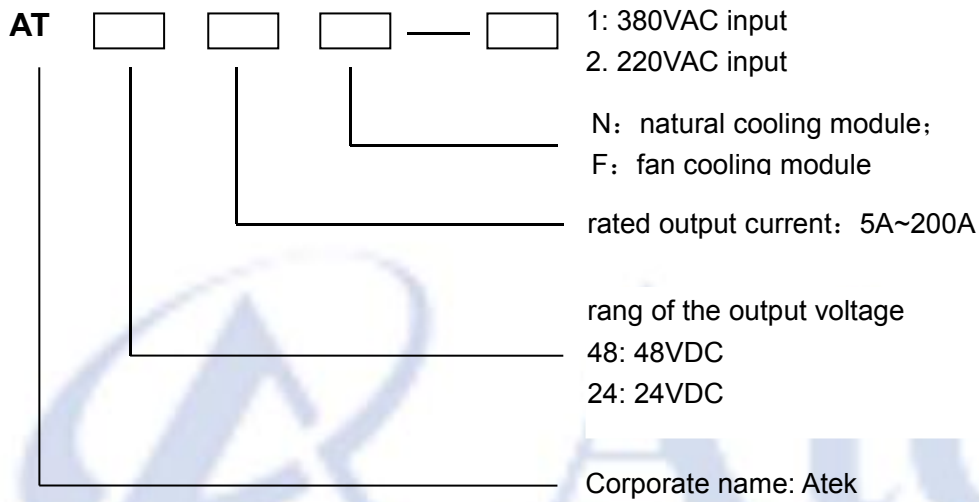 AT
1: 380VAC input
2. 220VAC input
N：natural cooling module；
F：fan cooling module
rated output current：5A~200A
rang of the output voltage
48: 48VDC
24: 24VDC
Corporate name: Atek